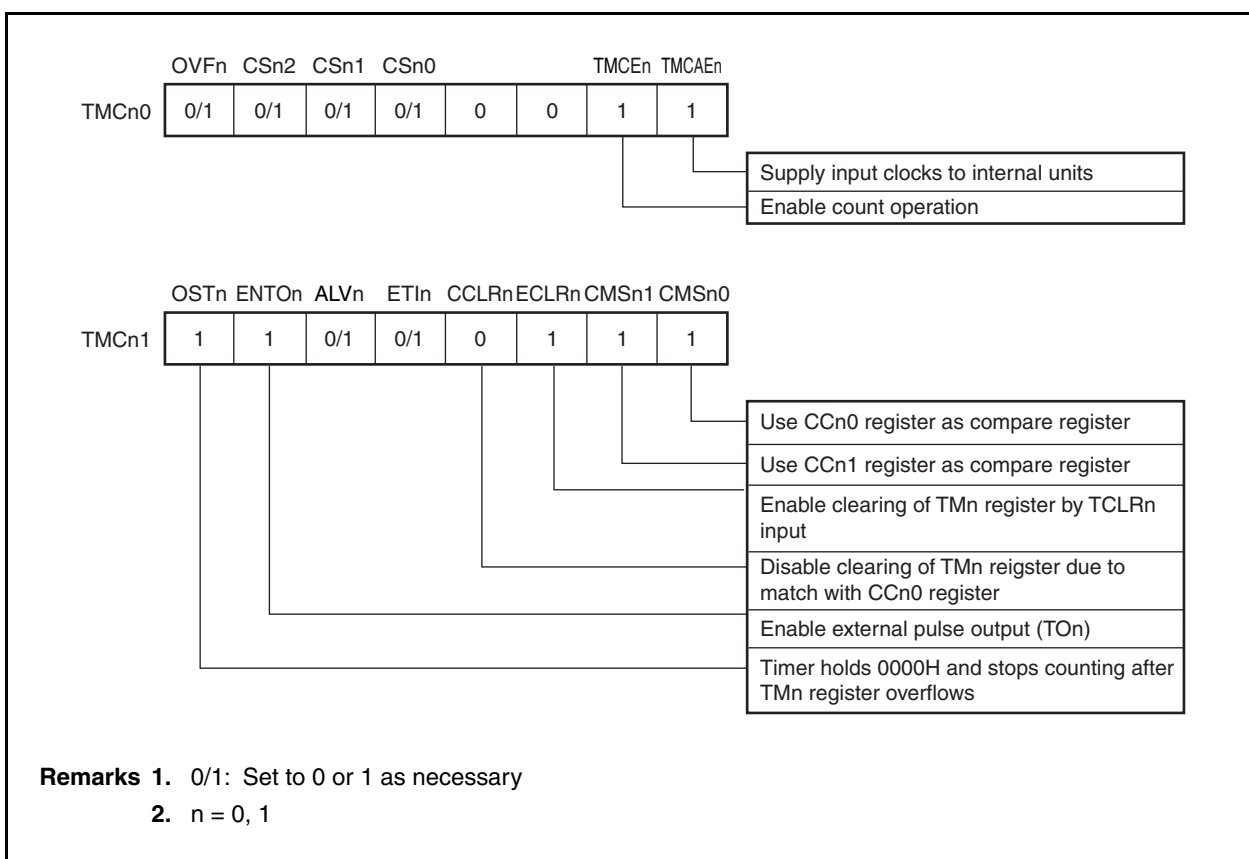 OVFn CSn2 CSn1 CSn0 TMCEn TMCAEn
TMCn0 0/1 0/1 0/1 0/1 0 0 1 1
Supply input clocks to internal units
Enable count operation
OSTn ENTOn ALVn ETIn CCLRn ECLRn CMSn1 CMSn0
TMCn1 1 1 0/1 0/1 0 1 1 1
Use CCn0 register as compare register
Use CCn1 register as compare register
Enable clearing of TMn register by TCLRn
input
Disable clearing of TMn reigster due to
match with CCn0 register
Enable external pulse output (TOn)
Timer holds 0000H and stops counting after
TMn register overflows
Remarks 1. 0/1: Set to 0 or 1 as necessary
2. n = 0, 1